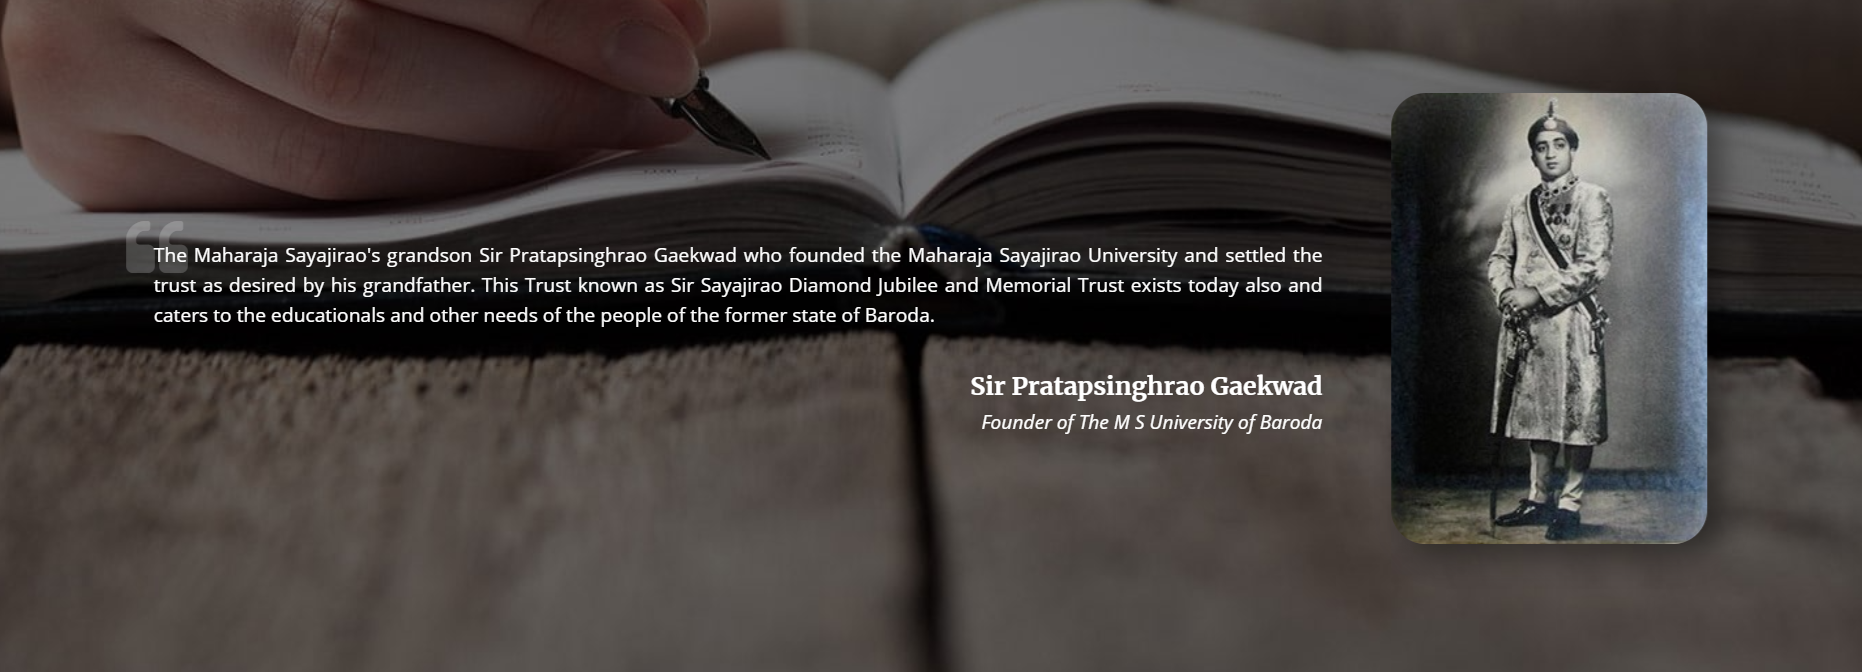 The Maharaja Sayajirao's grandson Sir Pratapsinghrao Gaekwad who founded the Maharaja Sayajirao University and settled the
trust as desired by his grandfather. This Trust known as Sir Sayajirao Diamond Jubilee and Memorial Trust exists today also and
caters to the educationals and other needs of the people of the former state of Baroda.
Sir Pratapsinghrao Gaekwad
Founder of The M S University of Baroda